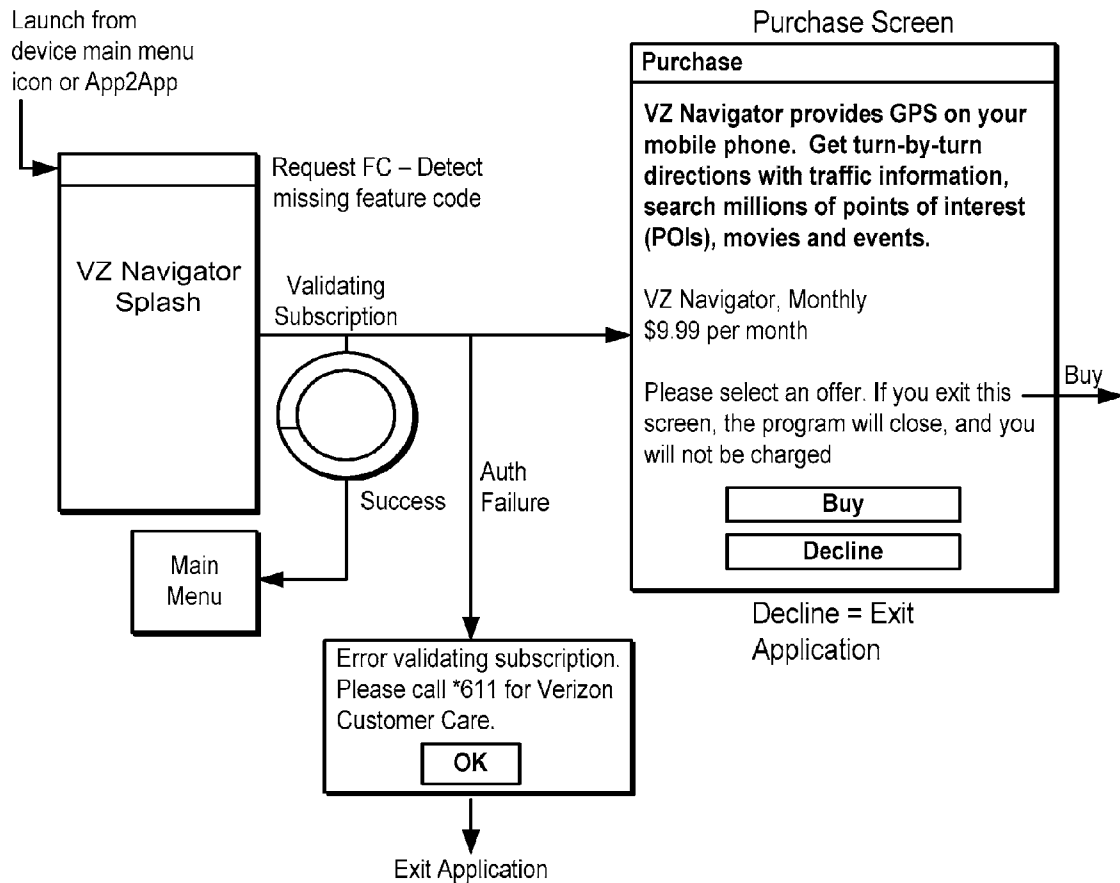 Launch from
device main menu
icon or App2App
VZ Navigator
Splash
Request FC – Detect
missing feature code
Validating
Subscription
Success
Main
Menu
Auth
Failure
Error validating subscription.
Please call *611 for Verizon
Customer Care.
OK
Exit Application
Purchase Screen
Purchase
VZ Navigator provides GPS on your
mobile phone. Get turn-by-turn
directions with traffic information,
search millions of points of interest
(POIs), movies and events.
VZ Navigator, Monthly
$9.99 per month
Please select an offer. If you exit this
screen, the program will close, and you
will not be charged
Buy
Decline
Buy
Decline = Exit
Application